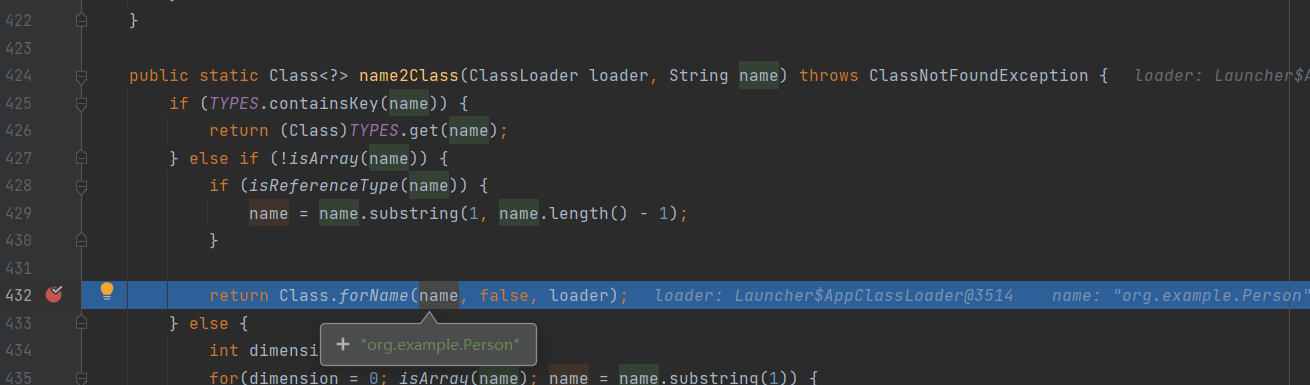 422 }
423
424 public static Class<?> name2Class(ClassLoader loader, String name) throws ClassNotFoundException { loader: Launcher$A
425 if (TYPES.containsKey(name)) {
426 return (Class)TYPES.get(name);
427 } else if (!isArray(name)) {
428 if (isReferenceType(name)) {
429 name = name.substring(1, name.length() - 1);
430 }
431
432 return Class.forName(name, false, loader); loader: Launcher$AppClassLoader@3514 name: "org.example.Person"
433 } else {
+ "org.example.Person"
434 int dimensi
435 for(dimension = 0; isArray(name); name = name.substring(1)) {